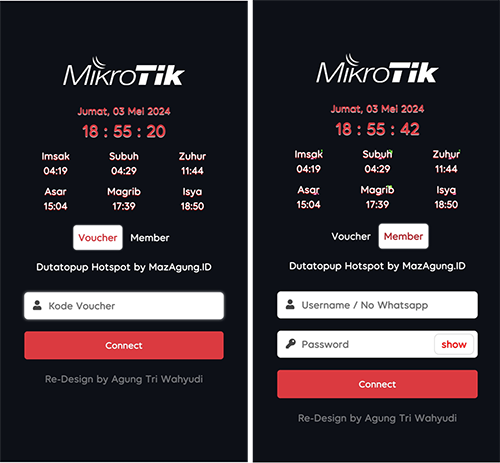 MikroTik
Jumat, 03 Mei 2024
18 : 55 : 20
Imsak Subuh Zuhur
04:19 04:29 11:44
Asar Magrib Isya
15:04 17:39 18:50
Voucher Member
Dutatopup Hotspot by MazAgung.ID
Kode Voucher
Connect
Re-Design by Agung Tri Wahyudi
MikroTik
Jumat, 03 Mei 2024
18 : 55 : 42
Imsak Subuh Zuhur
04:19 04:29 11:44
Asar Magrib Isya
15:04 17:39 18:50
Voucher Member
Dutatopup Hotspot by MazAgung.ID
Username / No Whatsapp
Password show
Connect
Re-Design by Agung Tri Wahyudi